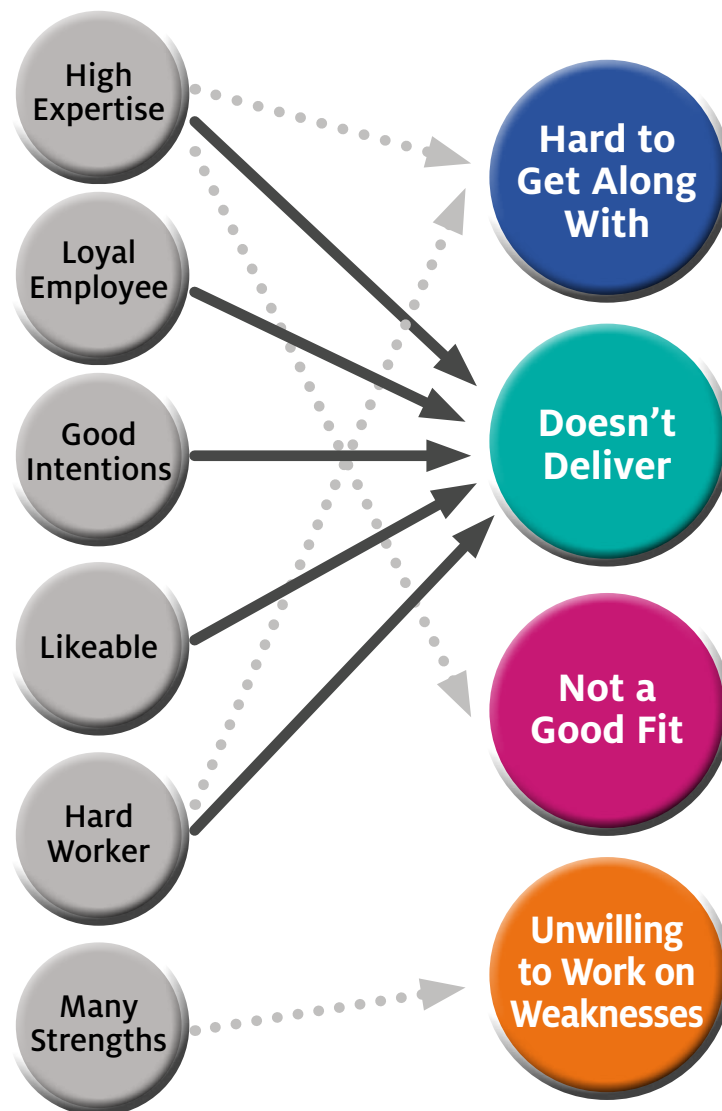 High
Expertise
Loyal
Employee
Good
Intentions
Likeable
Hard
Worker
Many
Strengths
Hard to
Get Along
With
Doesn’t
Deliver
Not a
Good Fit
Unwilling
to Work on
Weaknesses